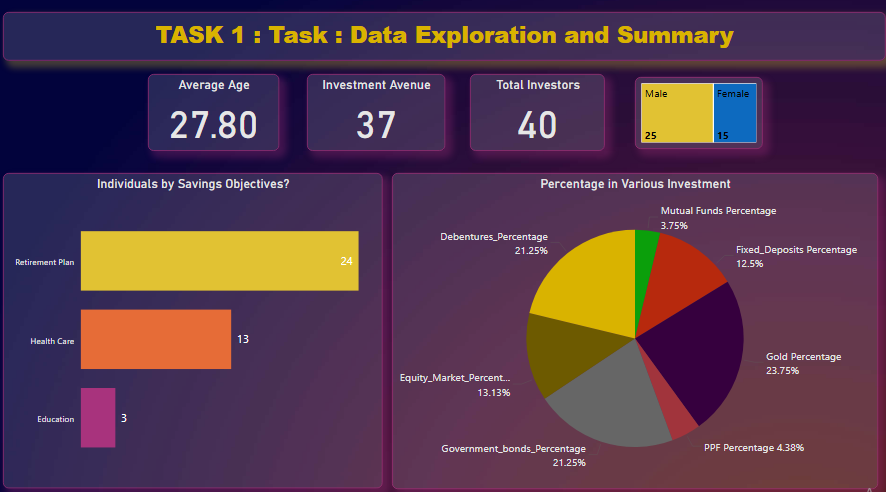 TASK 1 : Task : Data Exploration and Summary
Average Age
27.80
Investment Avenue
37
Total Investors
40
Male
25
Female
15
Individuals by Savings Objectives?
Retirement Plan
24
Health Care
13
Education
3
Percentage in Various Investment
Mutual Funds Percentage
3.75%
Fixed_Deposits Percentage
12.5%
Gold Percentage
23.75%
PPF Percentage 4.38%
Government_bonds_Percentage
21.25%
Equity_Market_Percent...
13.13%
Debentures_Percentage
21.25%